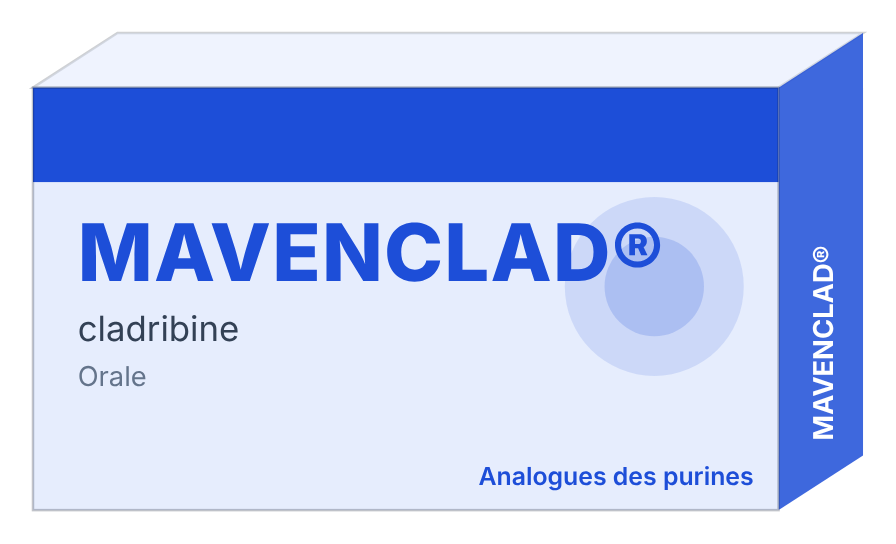 MAVENCLAD®
cladribine
Orale
Analogues des purines
MAVENCLAD®